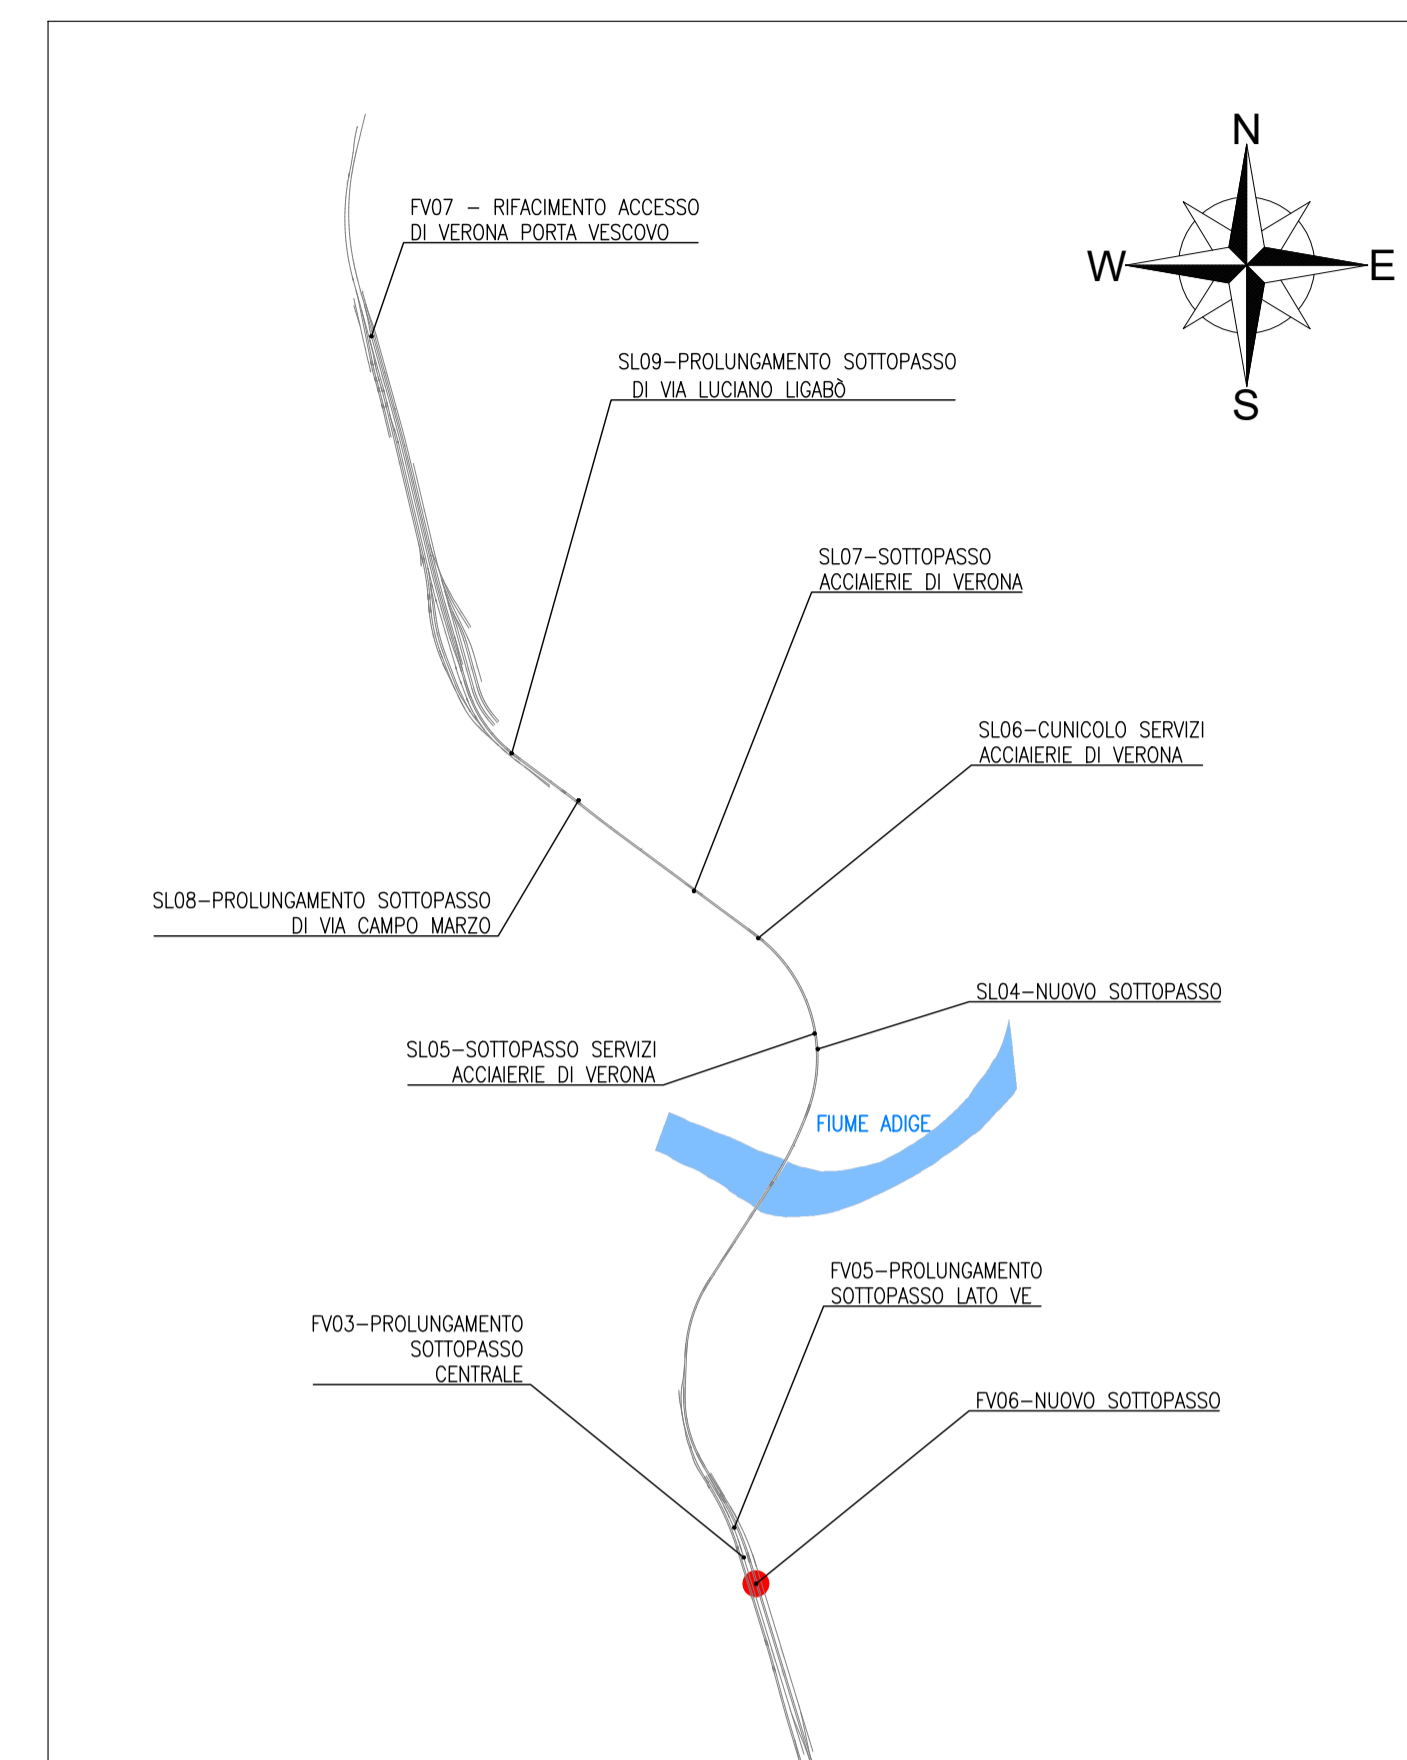 N
W
E
S
FV07 – RIFACIMENTO ACCESSO
DI VERONA PORTA VESCOVO
SL09–PROLUNGAMENTO SOTTOPASSO
DI VIA LUCIANO LIGABÒ
SL07–SOTTOPASSO
ACCIAIERIE DI VERONA
SL06–CUNICOLO SERVIZI
ACCIAIERIE DI VERONA
SL08–PROLUNGAMENTO SOTTOPASSO
DI VIA CAMPO MARZO
SL04–NUOVO SOTTOPASSO
SL05–SOTTOPASSO SERVIZI
ACCIAIERIE DI VERONA
FIUME ADIGE
FV05–PROLUNGAMENTO
SOTTOPASSO LATO VE
FV03–PROLUNGAMENTO
SOTTOPASSO
CENTRALE
FV06–NUOVO SOTTOPASSO